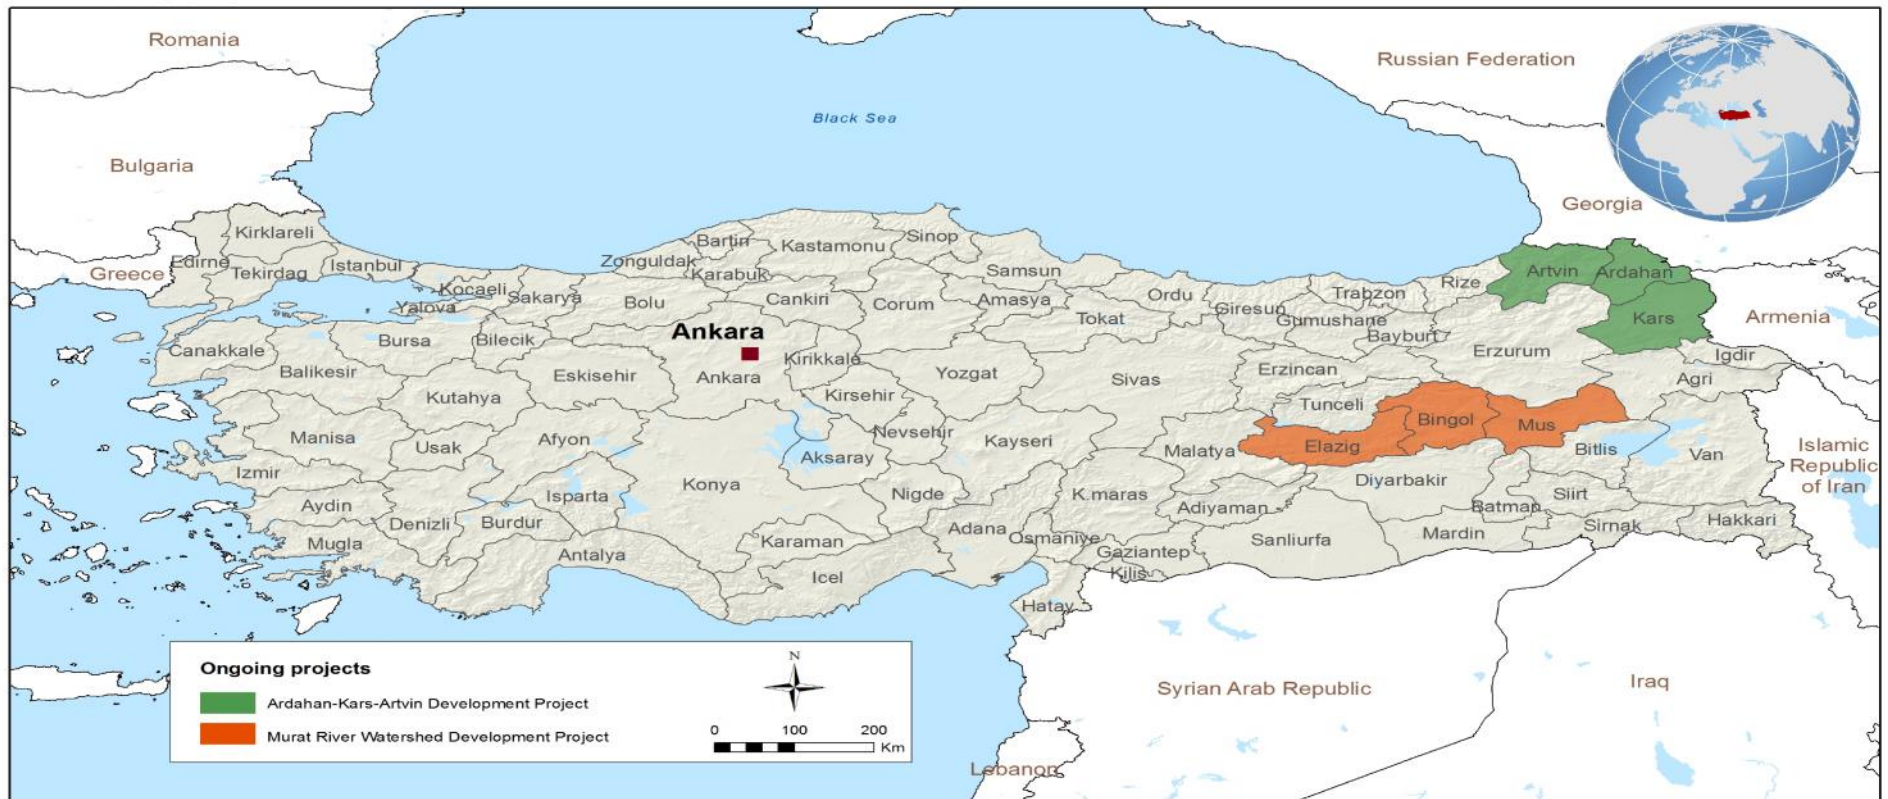 Romania
Russian Federation
Black Sea
Bulgaria
Georgia
Kirklareli
Edirne
Tekirdag
Istanbul
Greece
Kocaeli
Yalova
Sakarya
Zonguldak
Bartin
Karabuk
Kastamonu
Sinop
Samsun
Bolu
Cankiri
Corum
Amasya
Ordu
Giresun
Trabzon
Rize
Artvin
Ardahan
Kars
Armenia
Ankara
Tokat
Gumushane
Bayburt
Canakkale
Bursa
Bilecik
Kirikkale
Erzurum
Igdir
Balikesir
Eskisehir
Ankara
Yozgat
Sivas
Erzincan
Agri
Kutahya
Kirsehir
Tunceli
Bingol
Mus
Manisa
Usak
Afyon
Nevsehir
Kayseri
Malatya
Elazig
Bitlis
Van
Islamic
Republic
of Iran
Izmir
Aksaray
Konya
Isparta
Nigde
K.maras
Diyarbakir
Siirt
Aydin
Denizli
Burdur
Adana
Adiyaman
Batman
Mugla
Karaman
Osmaniye
Sanliurfa
Mardin
Sirnak
Hakkari
Antalya
Icel
Gaziantep
Kilis
Hatay
Syrian Arab Republic
Iraq
Lebanon
Ongoing projects
Ardahan-Kars-Artvin Development Project
Murat River Watershed Development Project
N
0 100 200
Km